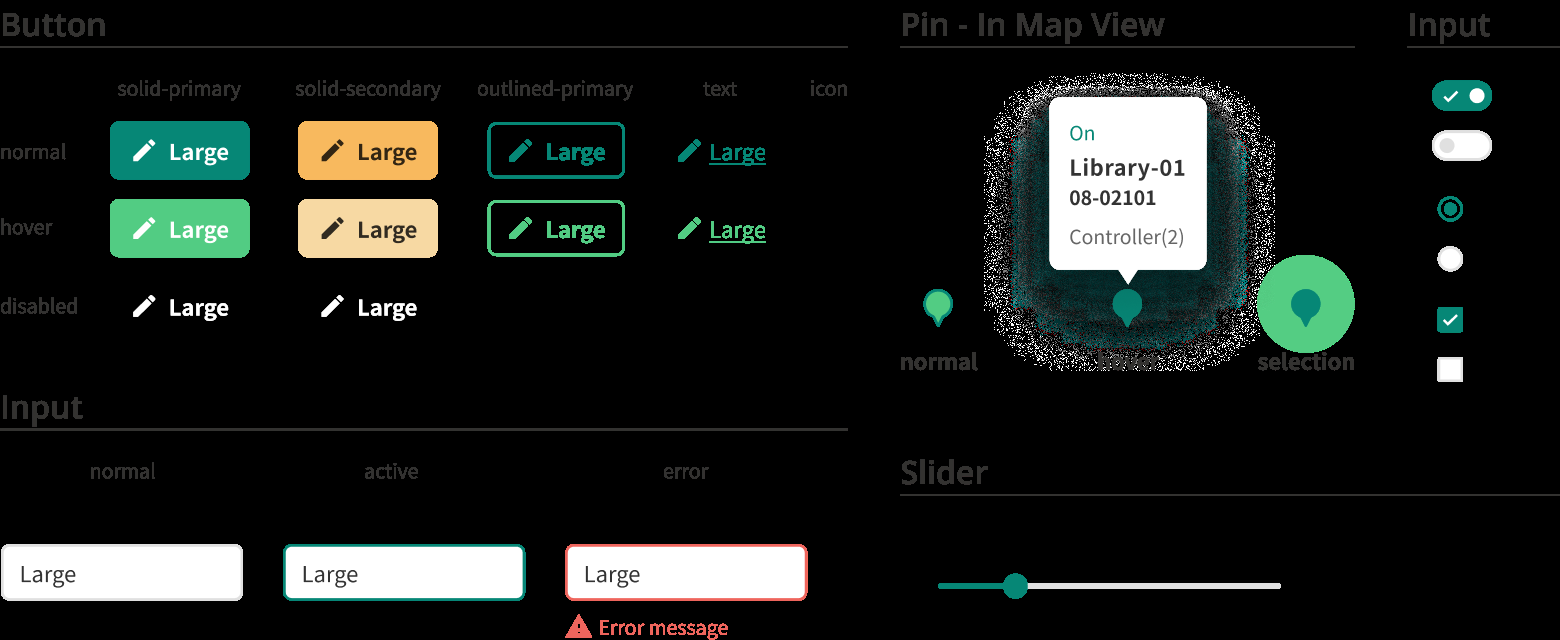 Button
solid-primary solid-secondary outlined-primary text icon
normal Large Large Large Large
hover Large Large Large Large
disabled Large Large
Input
normal active error
Large Large Large
Error message
Pin - In Map View
On
Library-01
08-02101
Controller(2)
normal hover selection
Input
Slider